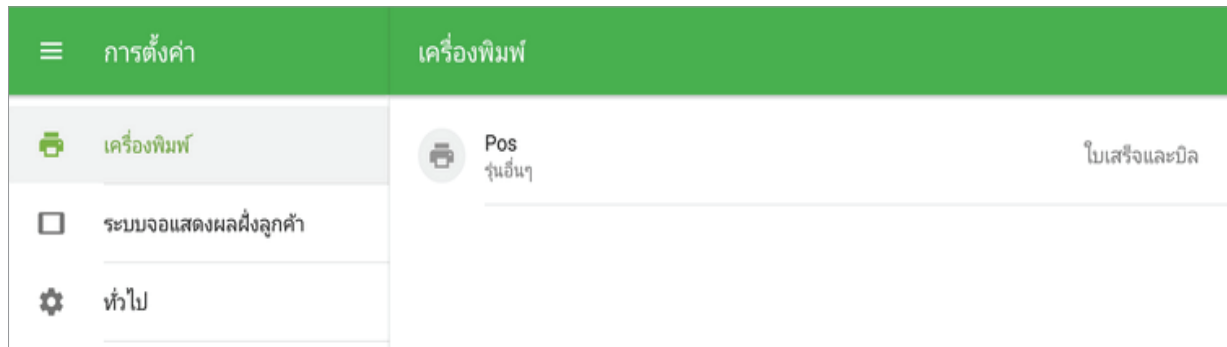 การตั้งค่า
เครื่องพิมพ์
เครื่องพิมพ์
Pos
รุ่นอื่นๆ
ใบเสร็จและบิล
ระบบจอแสดงผลฝั่งลูกค้า
ทั่วไป